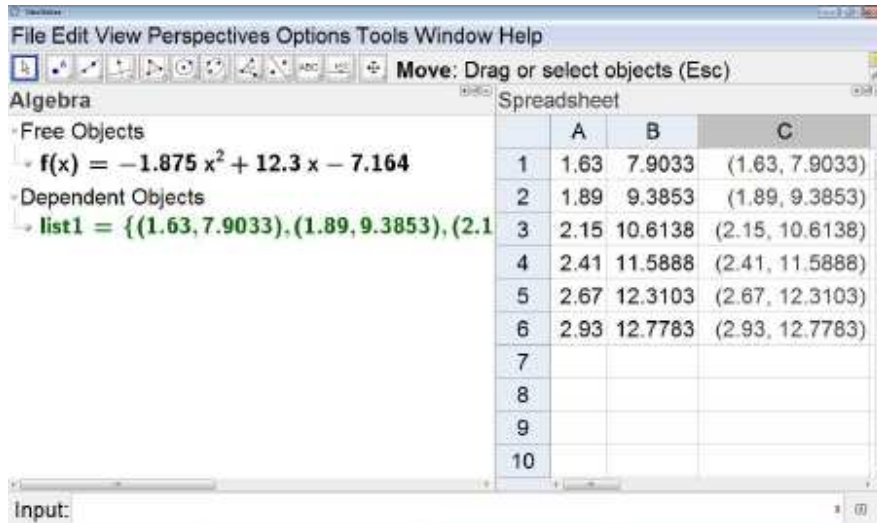 File Edit View Perspectives Options Tools Window Help
Move: Drag or select objects (Esc)
Algebra
Spreadsheet
Free Objects
f(x) = −1.875 x² + 12.3 x − 7.164
Dependent Objects
list1 = {(1.63, 7.9033), (1.89, 9.3853), (2.1
A B C
1 1.63 7.9033 (1.63, 7.9033)
2 1.89 9.3853 (1.89, 9.3853)
3 2.15 10.6138 (2.15, 10.6138)
4 2.41 11.5888 (2.41, 11.5888)
5 2.67 12.3103 (2.67, 12.3103)
6 2.93 12.7783 (2.93, 12.7783)
7
8
9
10
Input: